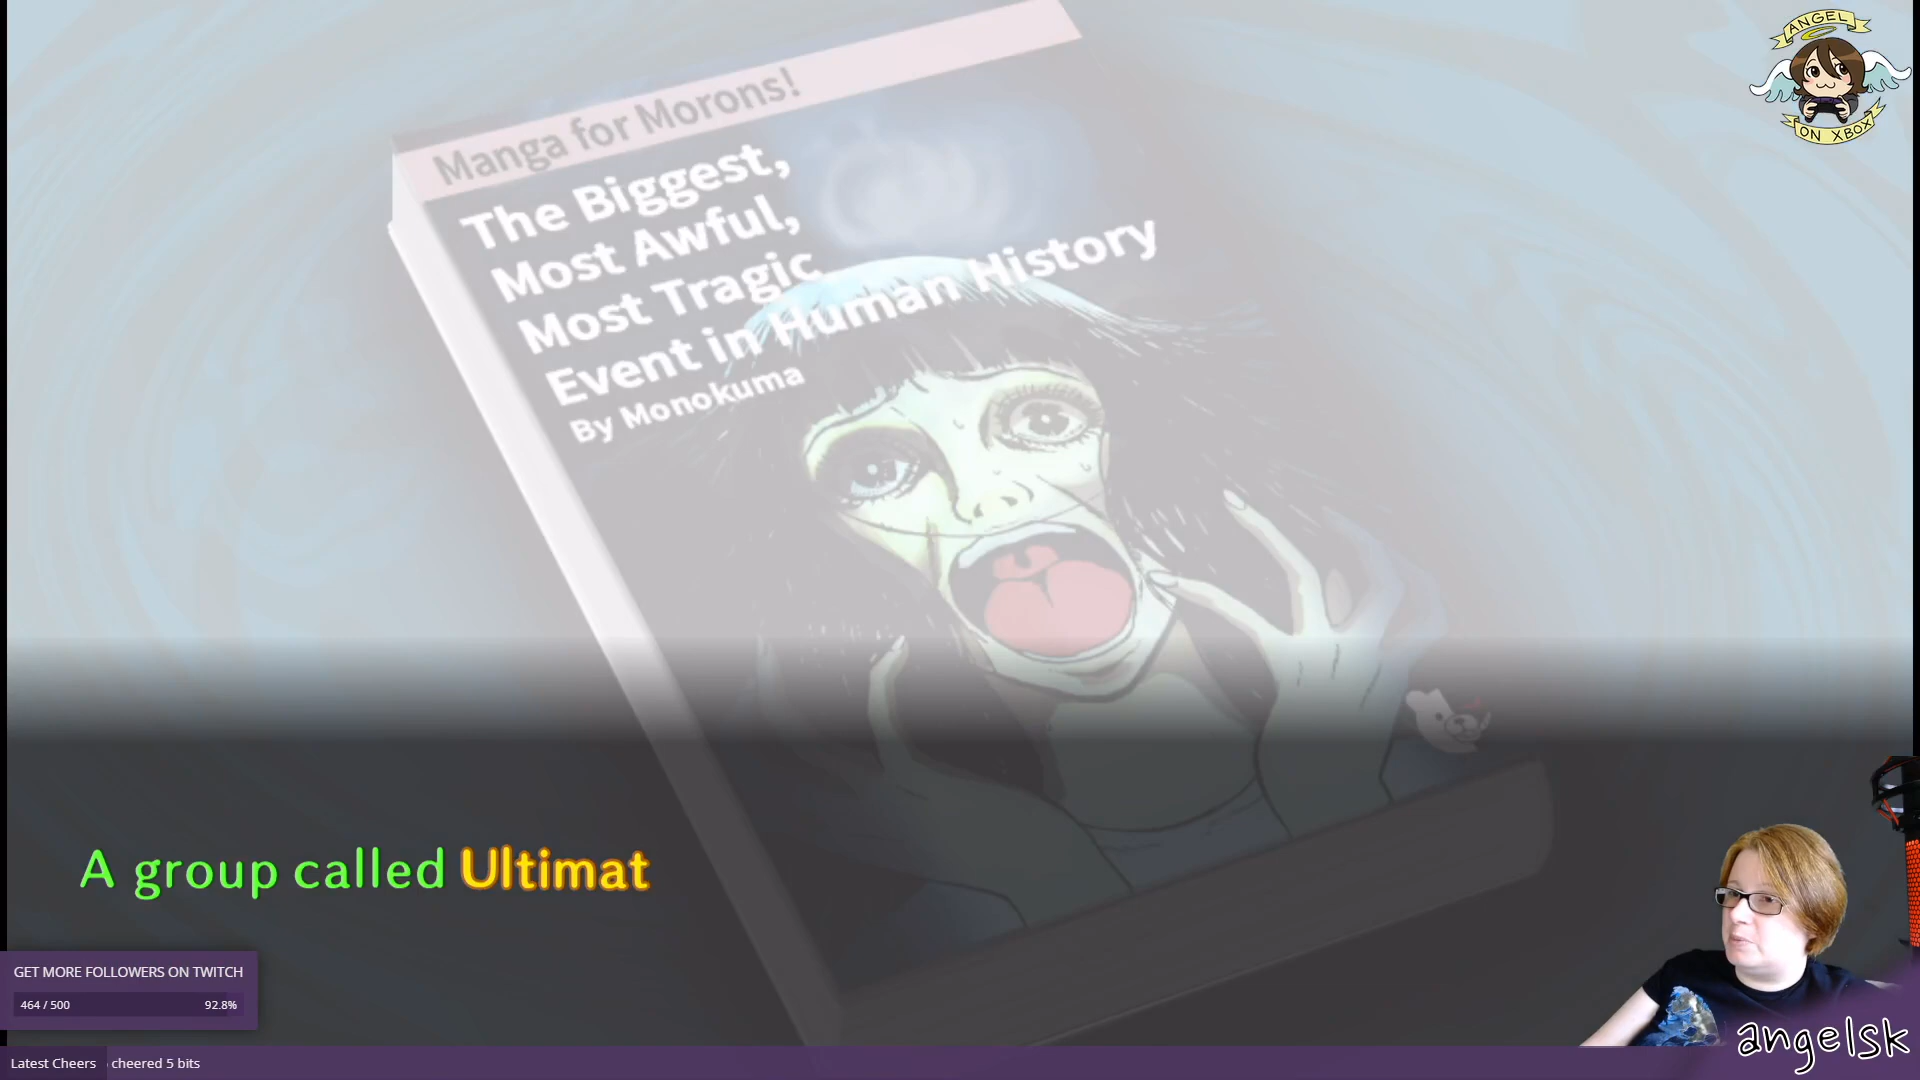 ANGEL
ON XBOX
Manga for Morons!
The Biggest,
Most Awful,
Most Tragic
Event in Human History
By Monokuma
A group called Ultimat
GET MORE FOLLOWERS ON TWITCH
464 / 500
92.8%
angelsk
Latest Cheers cheered 5 bits